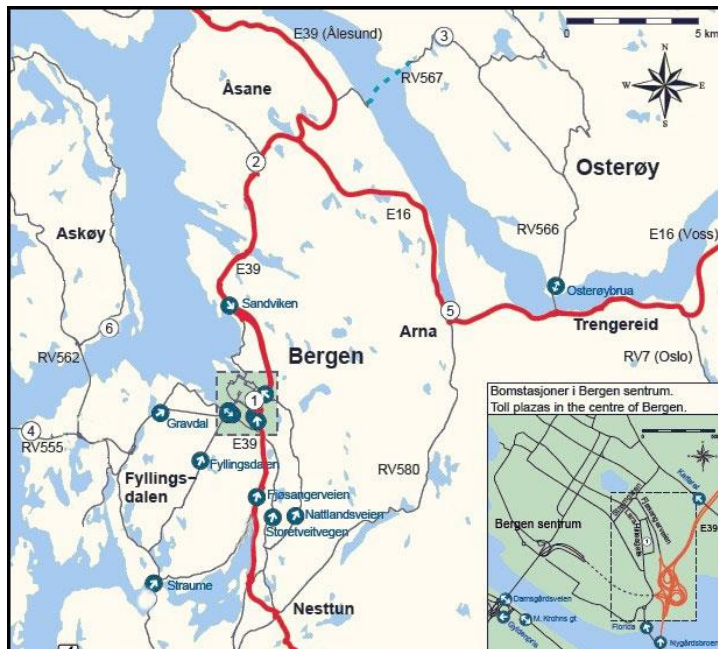 E39 (Ålesund)
3
0
5 km
RV567
N
W
E
S
Åsane
2
Osterøy
Askøy
E16
RV566
E16 (Voss)
E39
Osterøybrua
Sandviken
5
Trengereid
Arna
6
Bergen
RV562
RV7 (Oslo)
Bomstasjoner i Bergen sentrum.
Toll plazas in the centre of Bergen.
1
Gravdal
4
RV555
E39
Fyllingsdalen
Fyllings-
dalen
RV580
Fjøsangerveien
Nattlandsveien
Storetveitvegen
Straume
Nesttun
Bergen sentrum
Fjøsangerveien
1
E39
Damsgårdsveien
M. Krohns gt
Gyldenpris
Florida
Nygårdsbroen